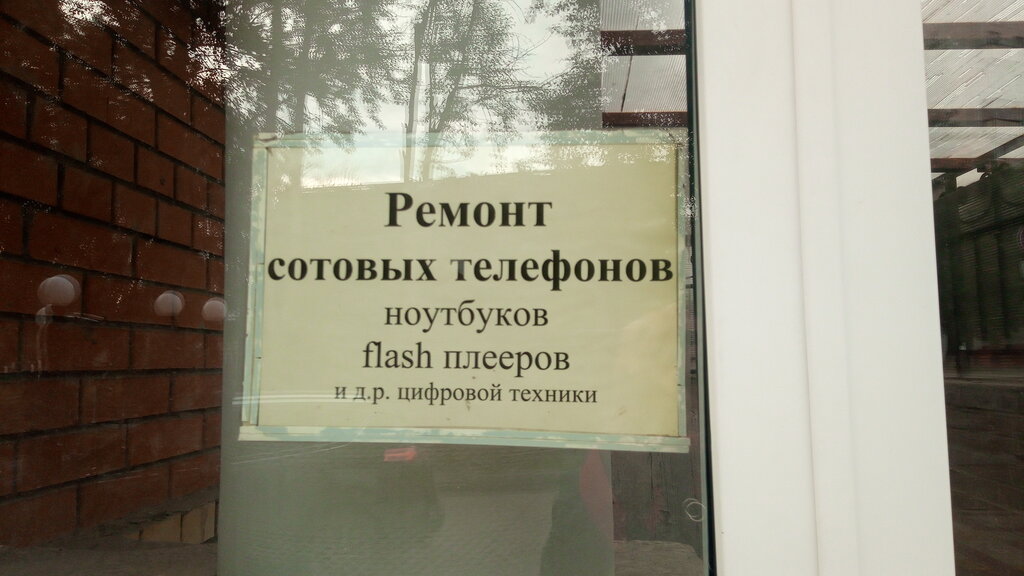 Ремонт
сотовых телефонов
ноутбуков
flash плееров
и д.р. цифровой техники